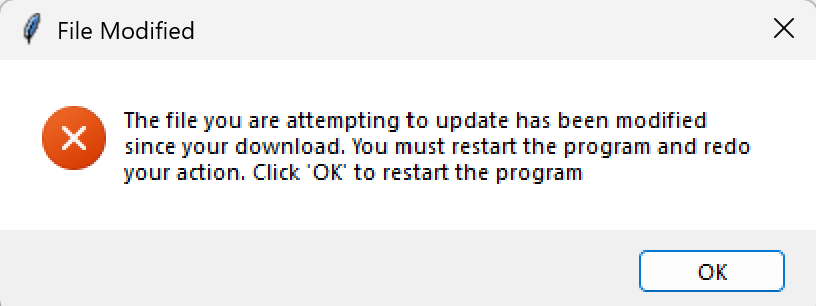 File Modified
The file you are attempting to update has been modified
since your download. You must restart the program and redo
your action. Click 'OK' to restart the program
OK